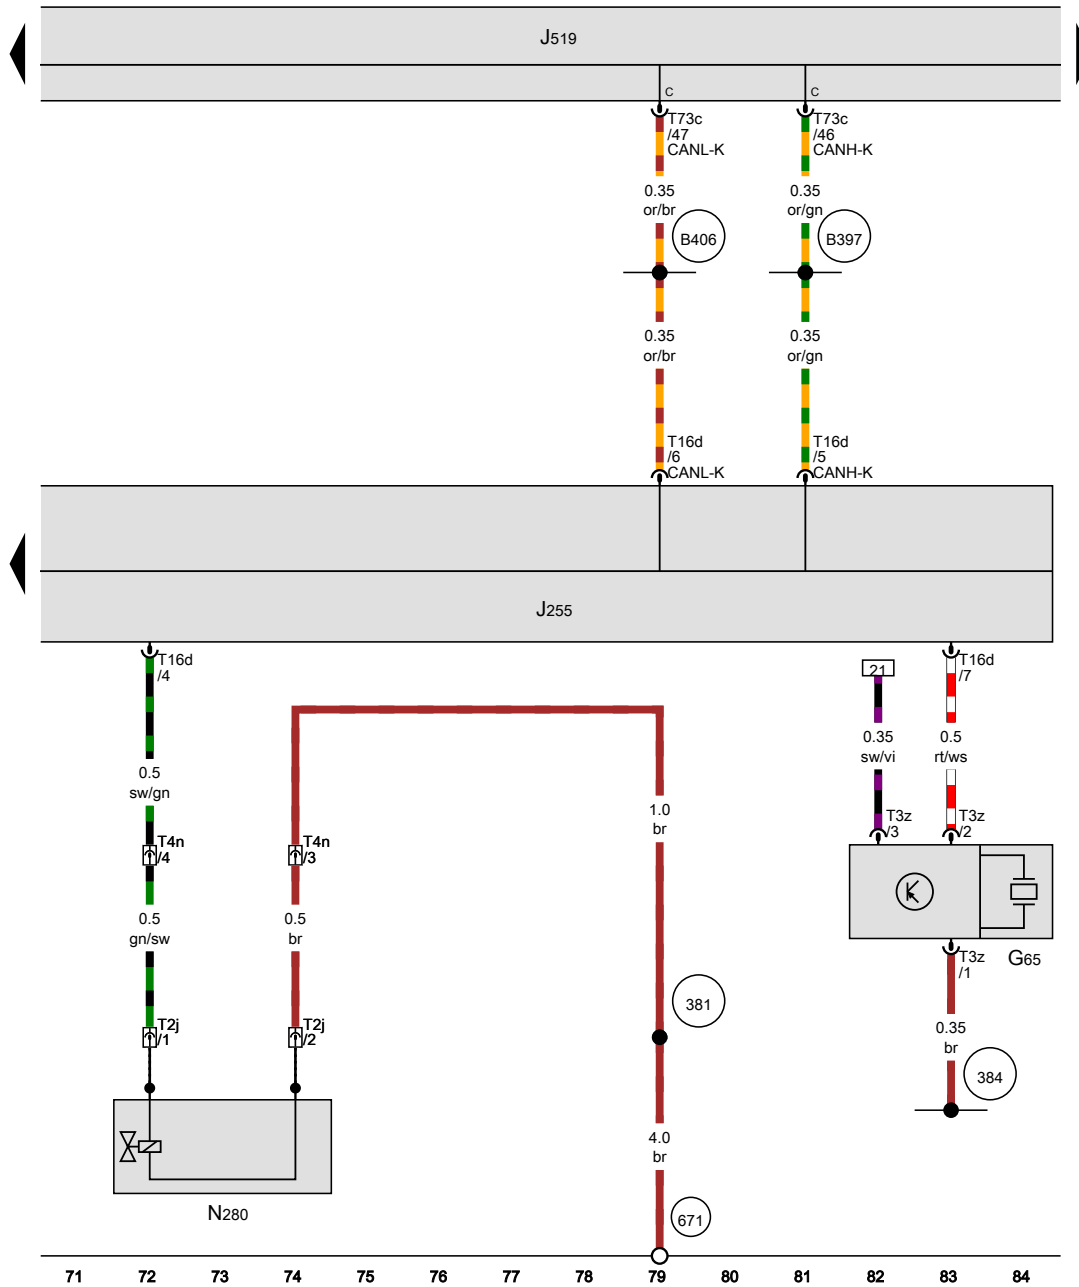 J519
c
c
T73c
/47
CANL-K
T73c
/46
CANH-K
0.35
or/br
0.35
or/gn
B406
B397
0.35
or/br
0.35
or/gn
T16d
/6
CANL-K
T16d
/5
CANH-K
J255
T16d
/4
21
T16d
/7
0.5
sw/gn
0.35
sw/vi
0.5
rt/ws
1.0
br
T4n
/4
T4n
/3
T3z
/3
T3z
/2
0.5
gn/sw
0.5
br
T3z
/1
G65
381
T2j
/1
T2j
/2
0.35
br
384
4.0
br
N280
671
71 72 73 74 75 76 77 78 79 80 81 82 83 84